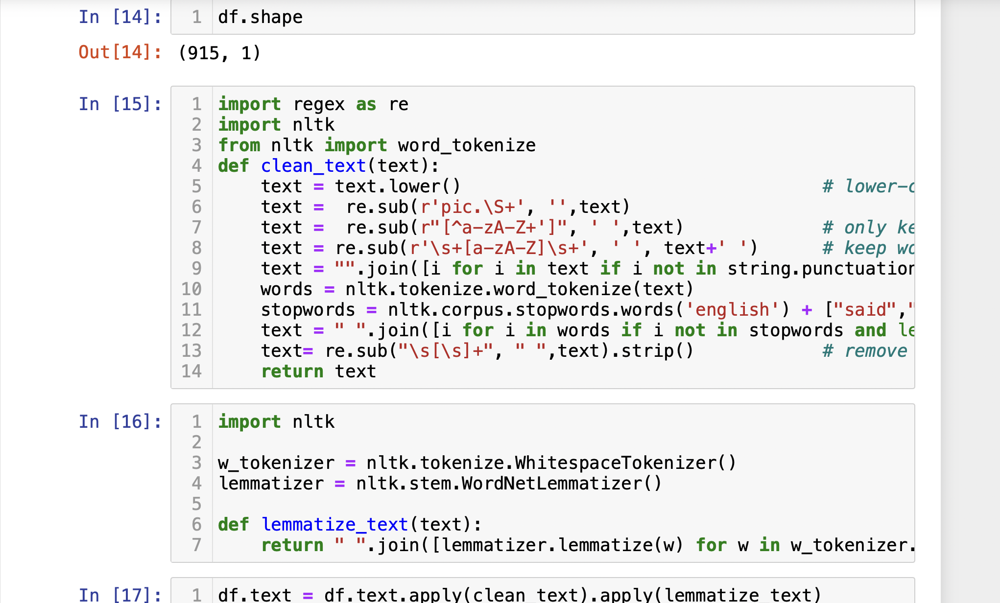 In [14]: 1 df.shape
Out[14]: (915, 1)
In [15]: 1 import regex as re
2 import nltk
3 from nltk import word_tokenize
4 def clean_text(text):
5     text = text.lower()                                  # lower-c
6     text =  re.sub(r'pic.\S+', '',text)
7     text =  re.sub(r"[^a-zA-Z+']", ' ',text)             # only ke
8     text = re.sub(r'\s+[a-zA-Z]\s+', ' ', text+' ')      # keep wo
9     text = "".join([i for i in text if i not in string.punctuation
10     words = nltk.tokenize.word_tokenize(text)
11     stopwords = nltk.corpus.stopwords.words('english') + ["said","
12     text = " ".join([i for i in words if i not in stopwords and le
13     text= re.sub("\s[\s]+", " ",text).strip()            # remove
14     return text
In [16]: 1 import nltk
2
3 w_tokenizer = nltk.tokenize.WhitespaceTokenizer()
4 lemmatizer = nltk.stem.WordNetLemmatizer()
5
6 def lemmatize_text(text):
7     return " ".join([lemmatizer.lemmatize(w) for w in w_tokenizer.
In [17]: 1 df.text = df.text.apply(clean_text).apply(lemmatize_text)